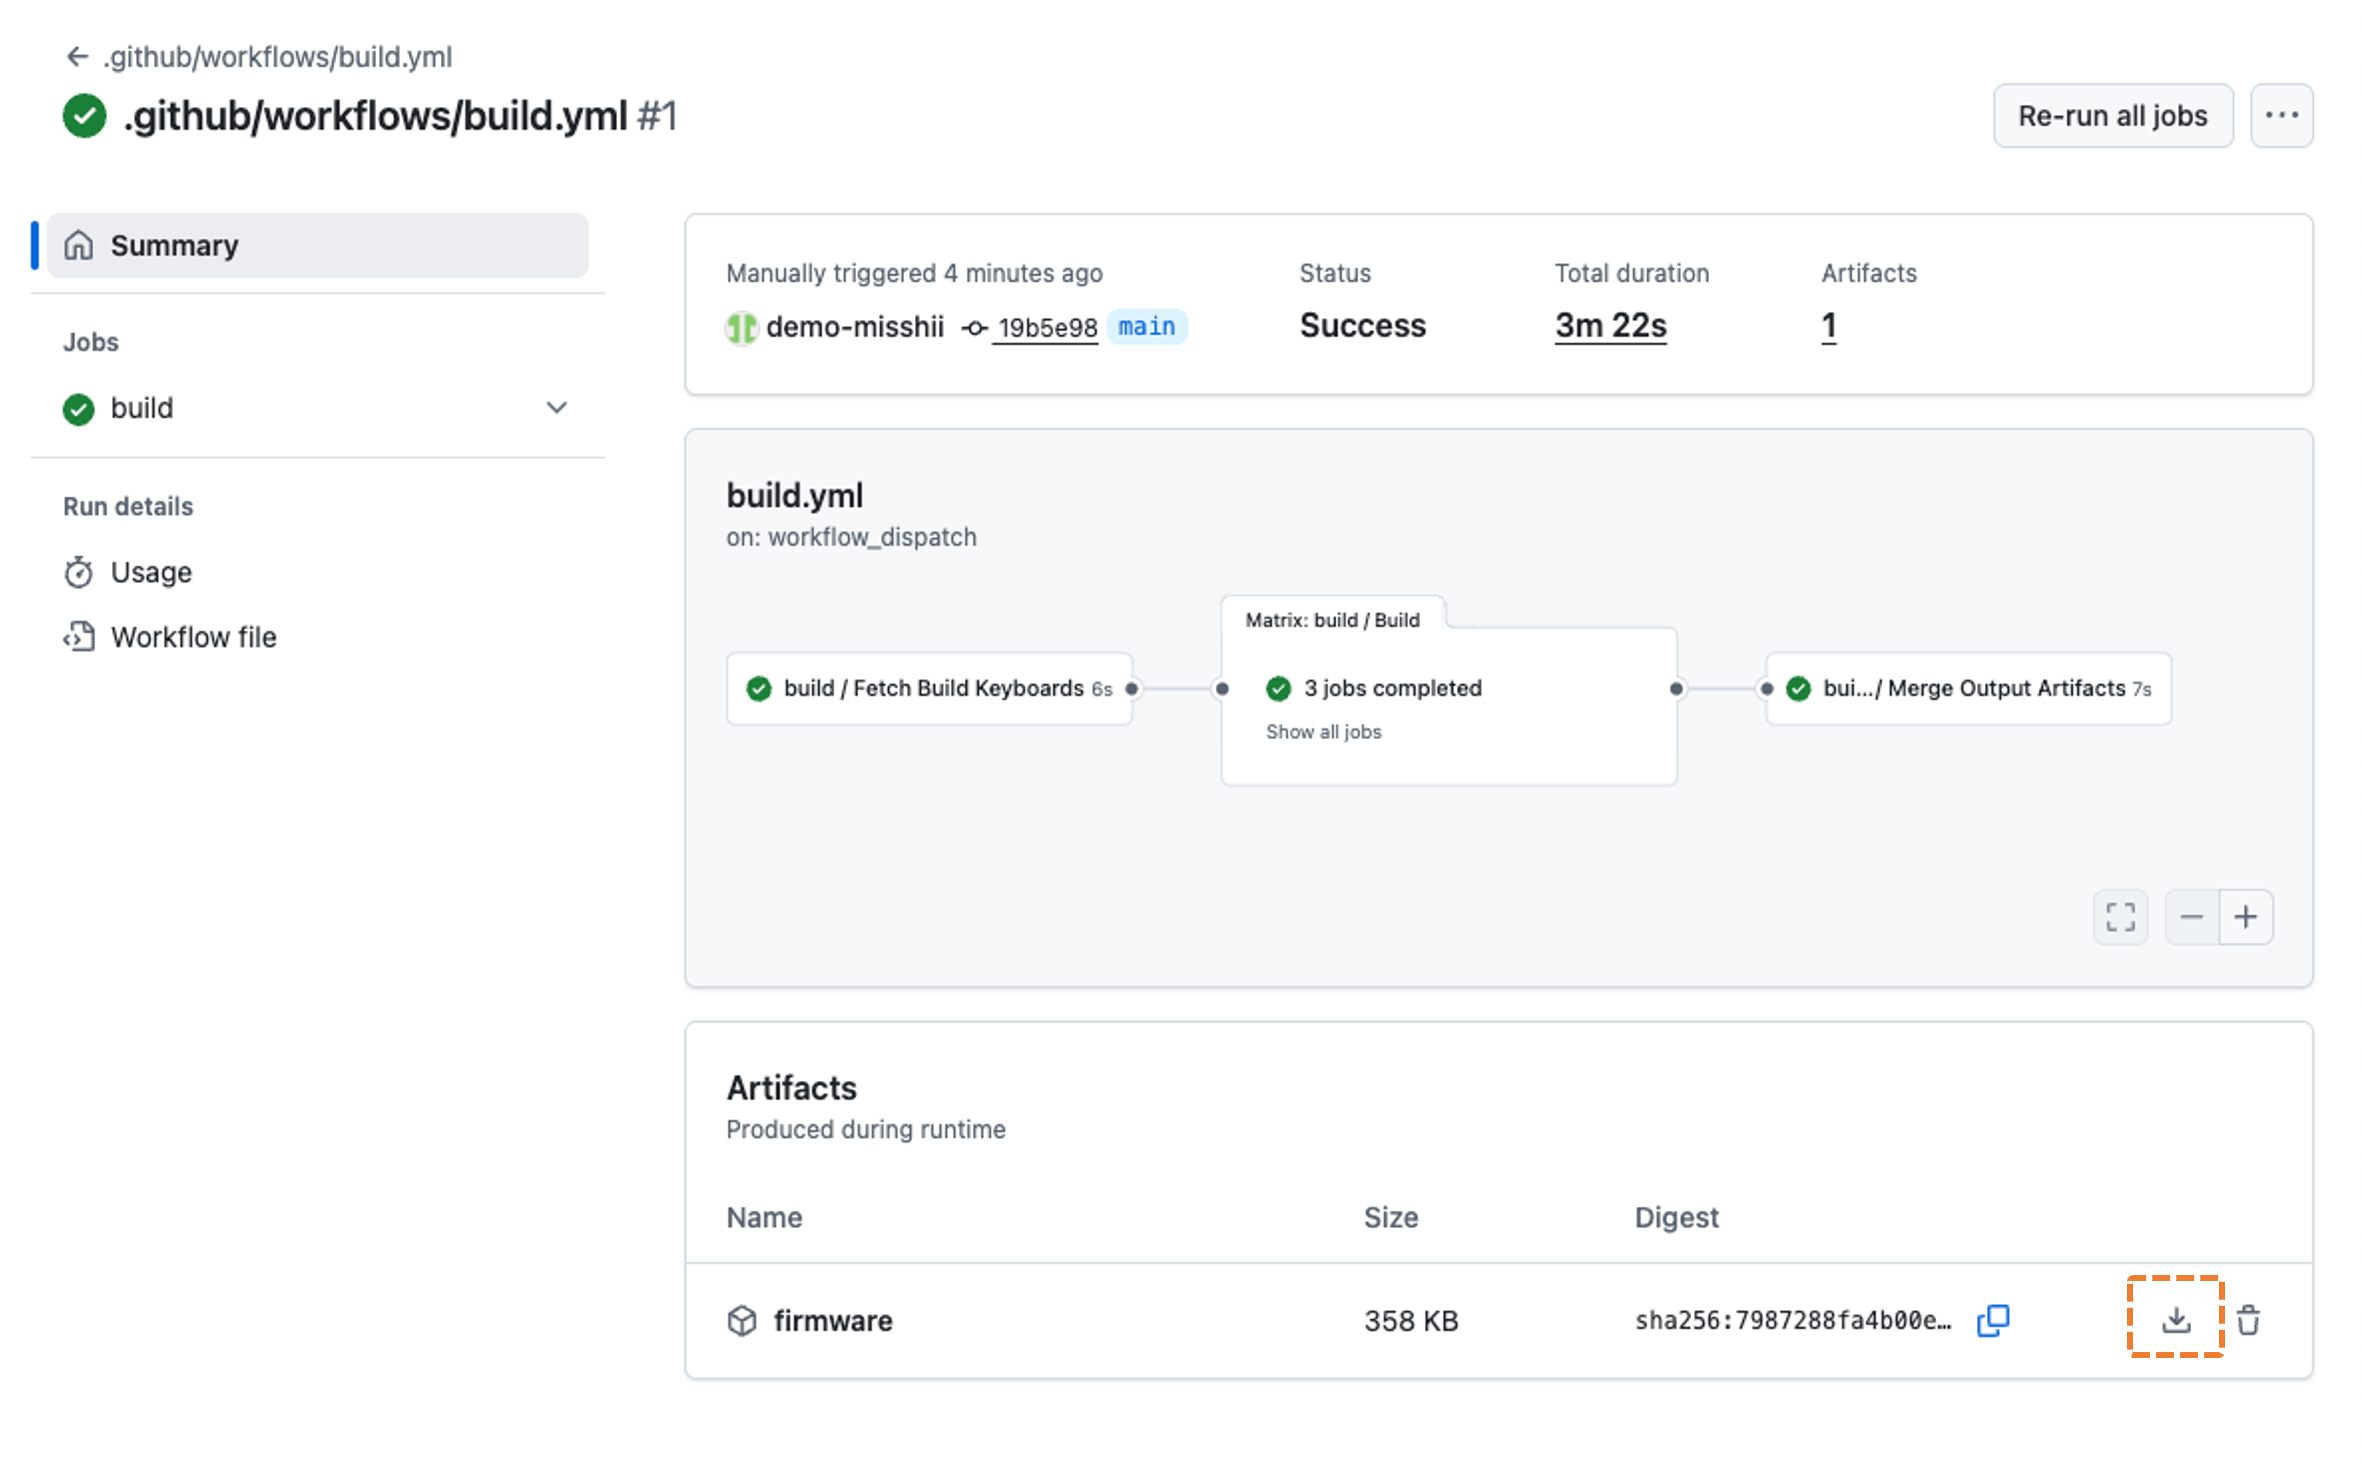 .github/workflows/build.yml
.github/workflows/build.yml #1
Re-run all jobs
Summary
Jobs
build
Run details
Usage
Workflow file
Manually triggered 4 minutes ago
demo-misshii 19b5e98 main
Status
Success
Total duration
3m 22s
Artifacts
1
build.yml
on: workflow_dispatch
build / Fetch Build Keyboards 6s
Matrix: build / Build
3 jobs completed
Show all jobs
bui.../ Merge Output Artifacts 7s
Artifacts
Produced during runtime
Name Size Digest
firmware 358 KB sha256:7987288fa4b00e…